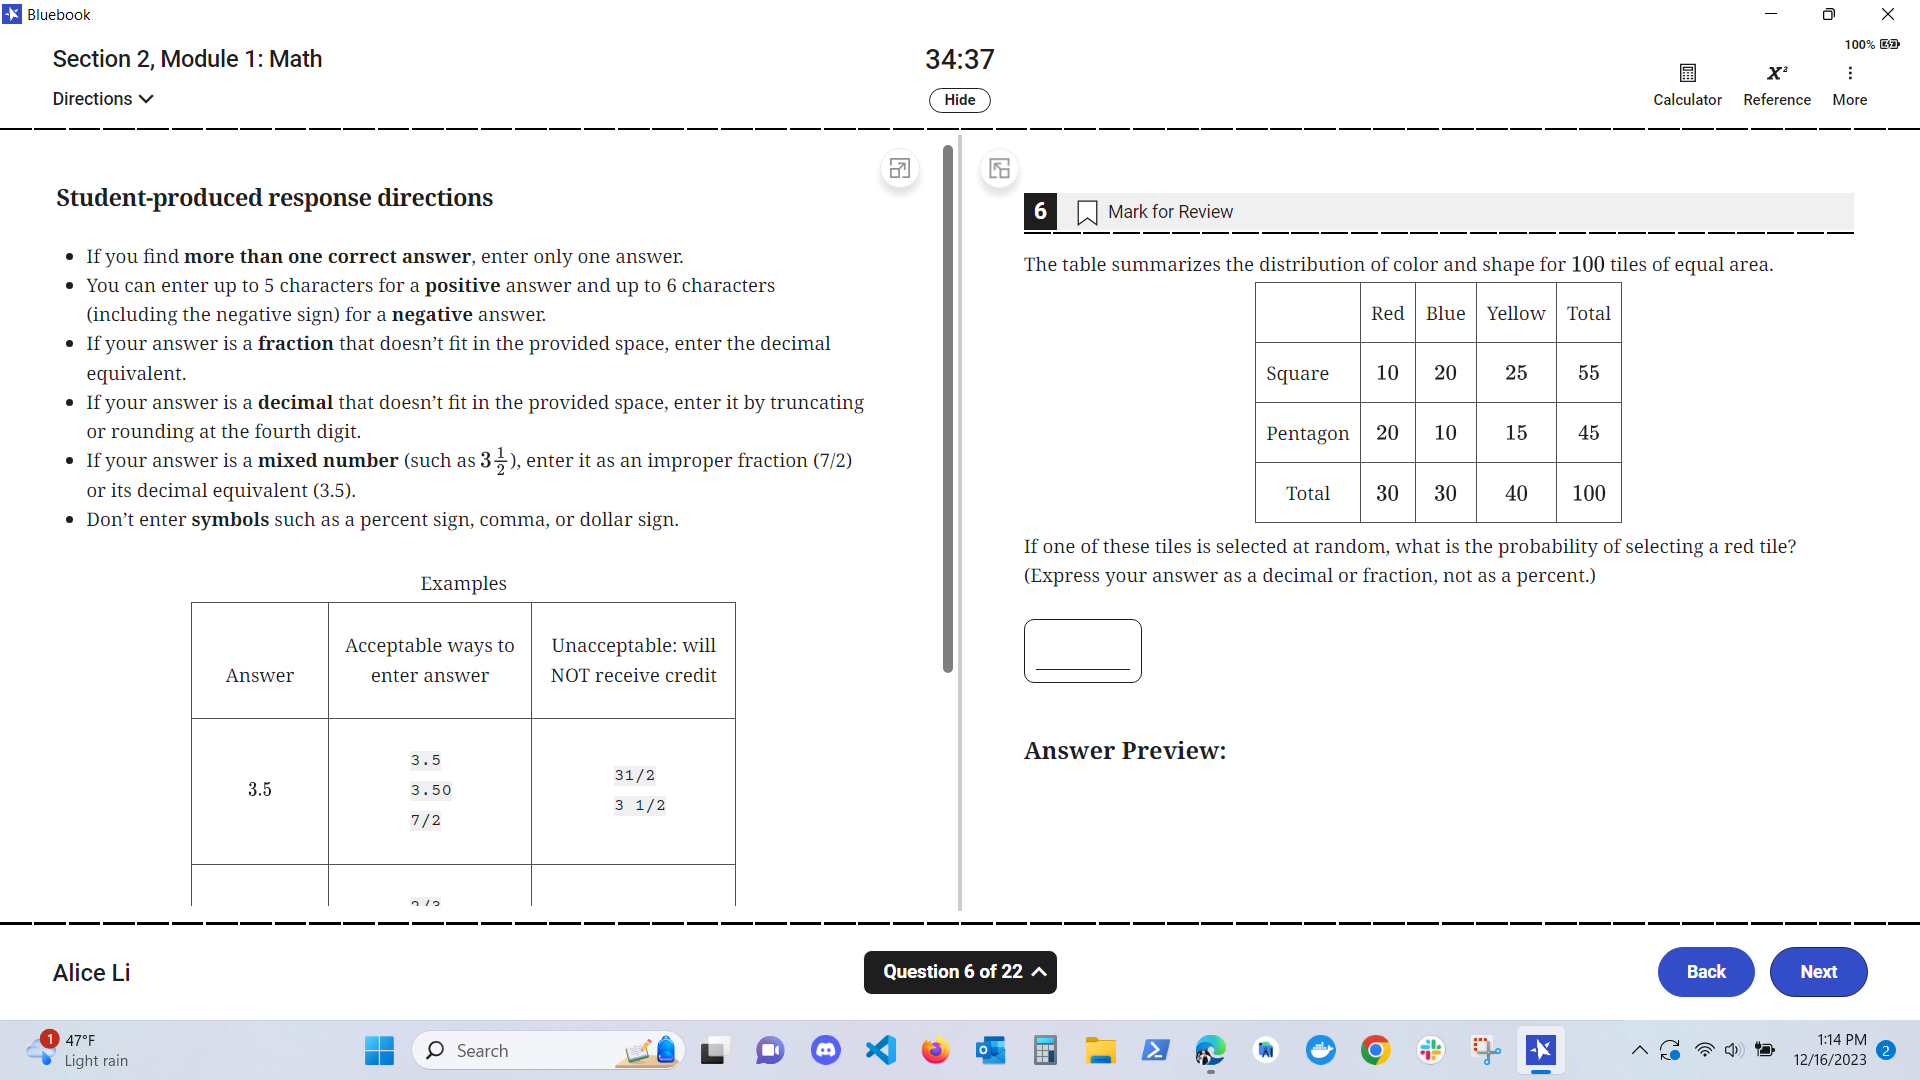 Bluebook
Section 2, Module 1: Math
34:37
100%
Directions
Hide
Calculator
Reference
More
Student-produced response directions
• If you find more than one correct answer, enter only one answer.
• You can enter up to 5 characters for a positive answer and up to 6 characters
(including the negative sign) for a negative answer.
• If your answer is a fraction that doesn’t fit in the provided space, enter the decimal
equivalent.
• If your answer is a decimal that doesn’t fit in the provided space, enter it by truncating
or rounding at the fourth digit.
• If your answer is a mixed number (such as 3 1/2), enter it as an improper fraction (7/2)
or its decimal equivalent (3.5).
• Don’t enter symbols such as a percent sign, comma, or dollar sign.
Examples
Answer
Acceptable ways to
enter answer
Unacceptable: will
NOT receive credit
3.5
3.5
3.50
7/2
31/2
3 1/2
6
Mark for Review
The table summarizes the distribution of color and shape for 100 tiles of equal area.
Red Blue Yellow Total
Square 10 20 25 55
Pentagon 20 10 15 45
Total 30 30 40 100
If one of these tiles is selected at random, what is the probability of selecting a red tile?
(Express your answer as a decimal or fraction, not as a percent.)
Answer Preview:
Alice Li
Question 6 of 22
Back
Next
1
47°F
Light rain
Search
1:14 PM
12/16/2023
2